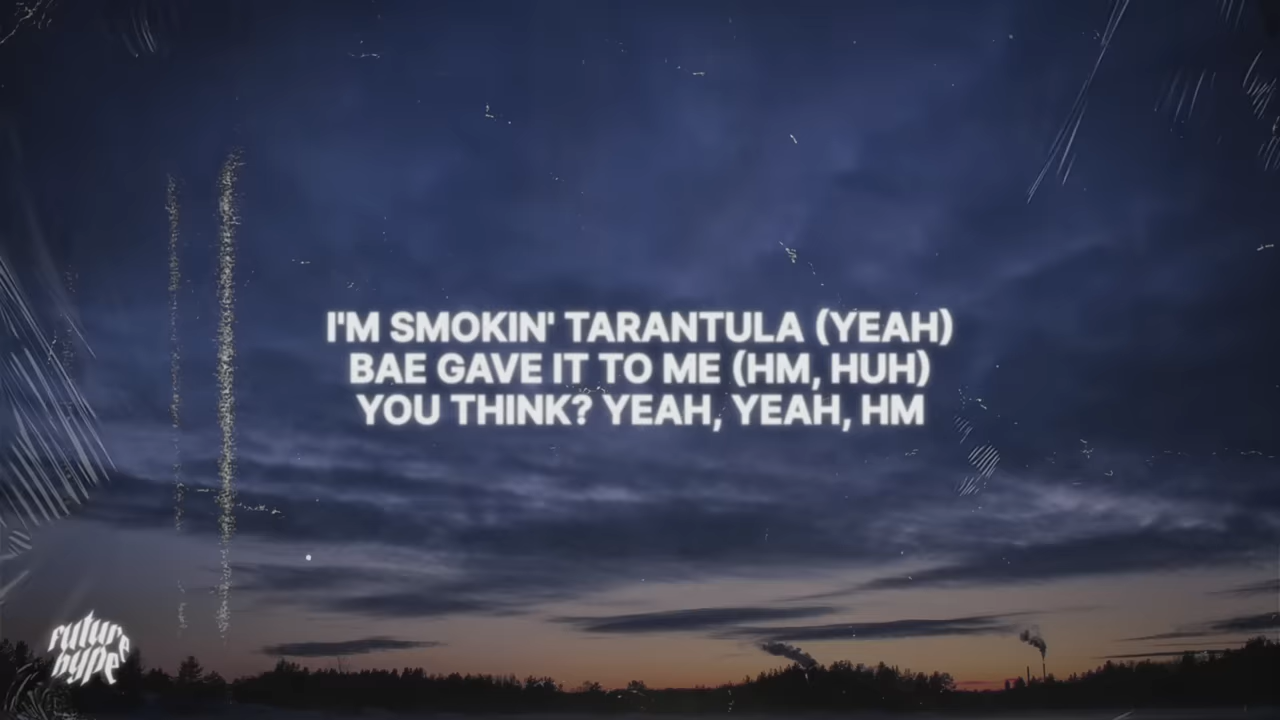 I'M SMOKIN' TARANTULA (YEAH)
BAE GAVE IT TO ME (HM, HUH)
YOU THINK? YEAH, YEAH, HM
future
hype